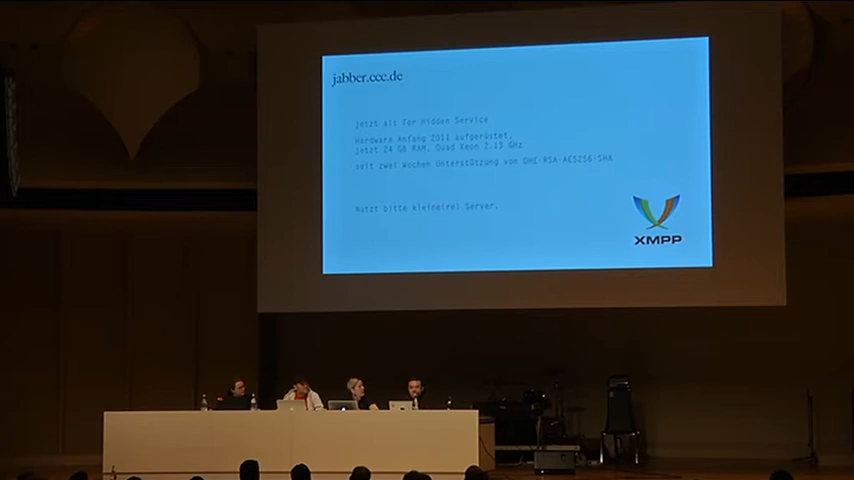 jabber.ccc.de
jetzt als Tor hidden Service
Hardware Anfang 2011 aufgerüstet,
jetzt 24 GB RAM, Quad Xeon 2.13 GHz
seit zwei Wochen Unterstützung von DHE-RSA-AES256-SHA
Nutzt bitte kleine(re) Server.
XMPP